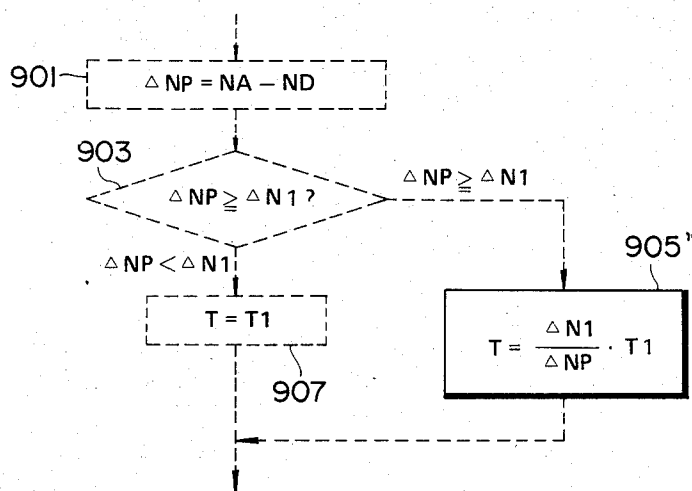 901
△NP = NA − ND
903
△NP ≧ △N1 ?
△NP ≧ △N1
△NP < △N1
905"
T = T1
T = △N1 / △NP · T1
907